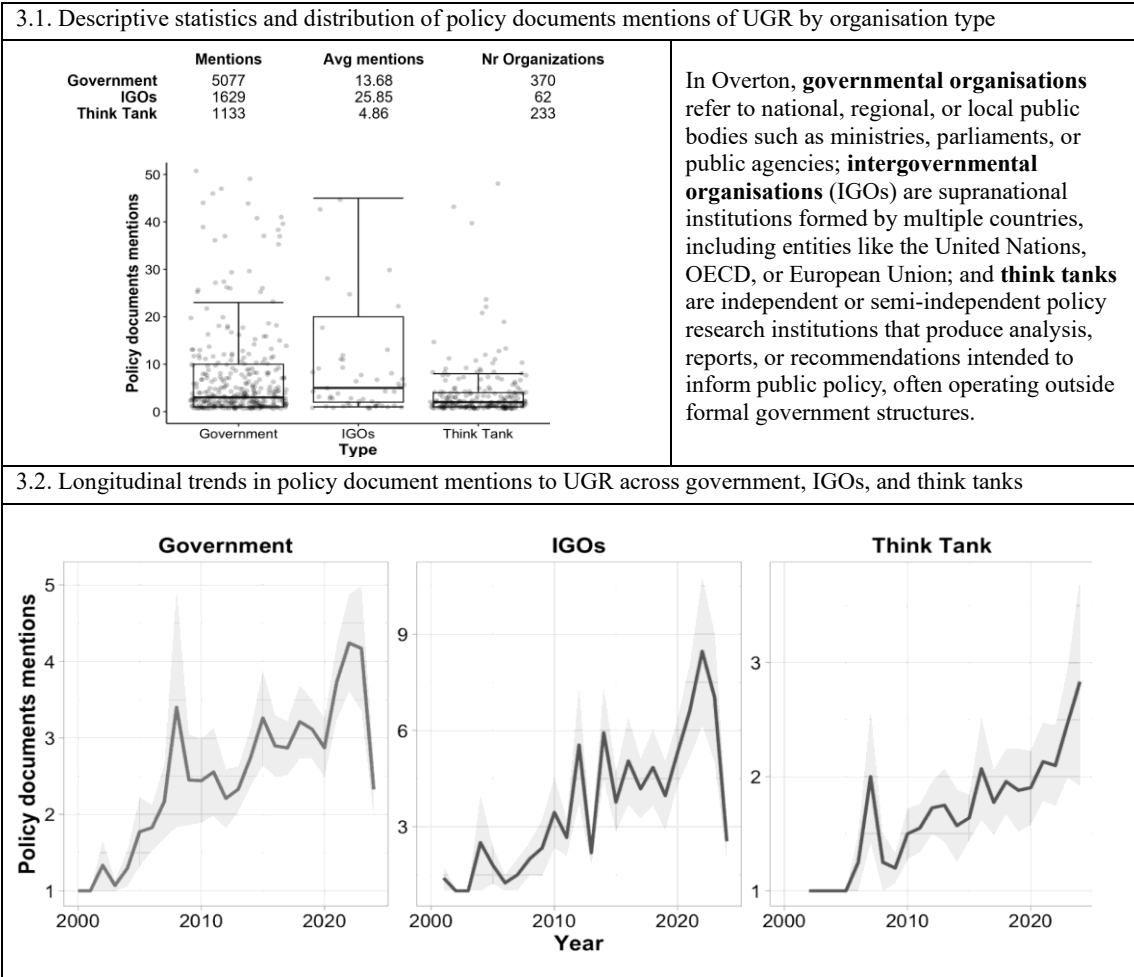 3.1. Descriptive statistics and distribution of policy documents mentions of UGR by organisation type
Mentions Avg mentions Nr Organizations
Government 5077 13.68 370
IGOs 1629 25.85 62
Think Tank 1133 4.86 233
Policy documents mentions
50
40
30
20
10
0
Government IGOs Think Tank
Type
In Overton, governmental organisations
refer to national, regional, or local public
bodies such as ministries, parliaments, or
public agencies; intergovernmental
organisations (IGOs) are supranational
institutions formed by multiple countries,
including entities like the United Nations,
OECD, or European Union; and think tanks
are independent or semi-independent policy
research institutions that produce analysis,
reports, or recommendations intended to
inform public policy, often operating outside
formal government structures.
3.2. Longitudinal trends in policy document mentions to UGR across government, IGOs, and think tanks
Policy documents mentions
Government
5
4
3
2
1
2000 2010 2020
IGOs
9
6
3
2000 2010 2020
Think Tank
3
2
1
2000 2010 2020
Year